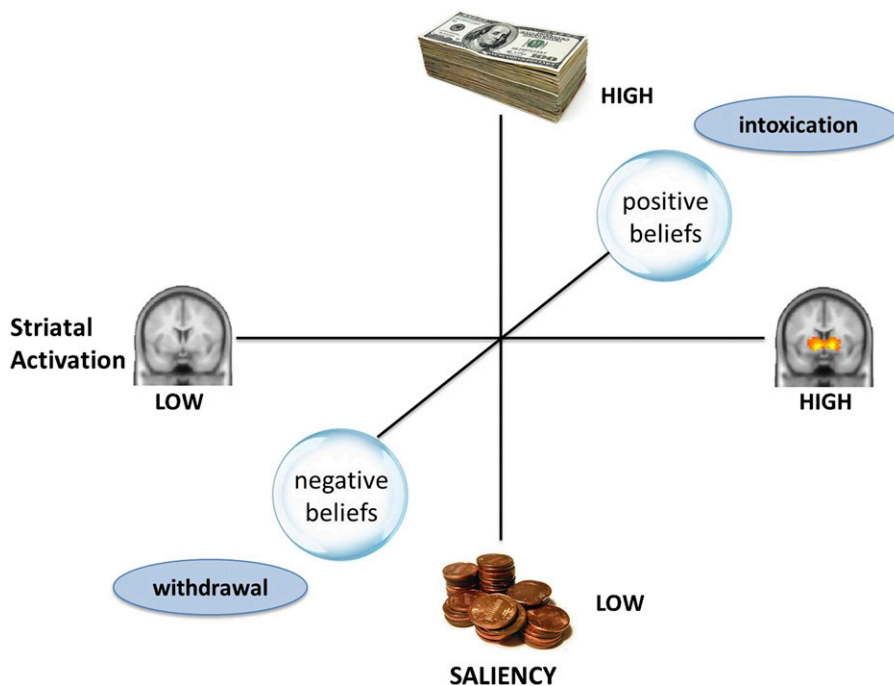 HIGH
intoxication
positive
beliefs
Striatal
Activation
LOW
HIGH
negative
beliefs
withdrawal
LOW
SALIENCY